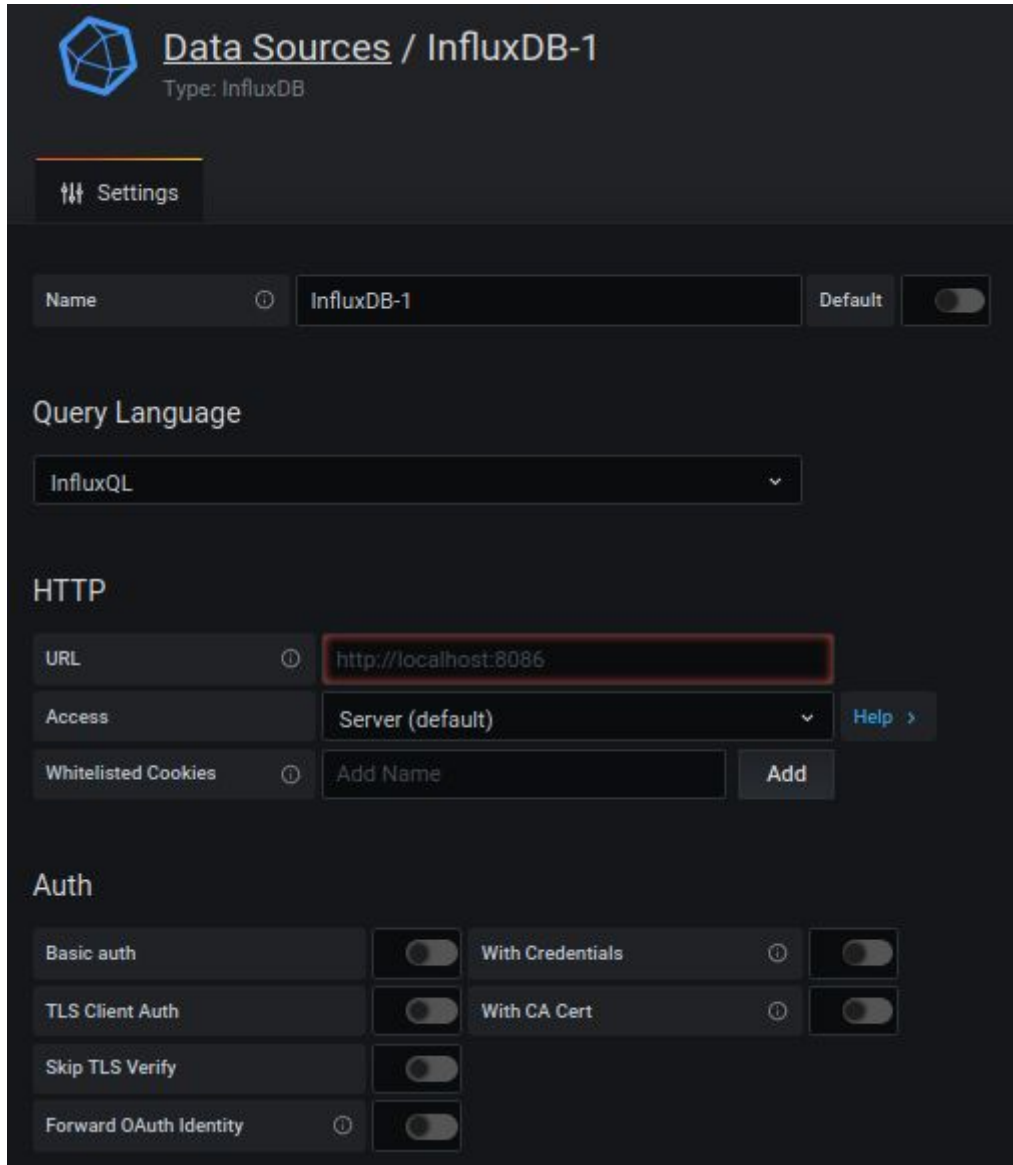 Data Sources / InfluxDB-1
Type: InfluxDB
Settings
Name InfluxDB-1 Default
Query Language
InfluxQL
HTTP
URL http://localhost:8086
Access Server (default) Help >
Whitelisted Cookies Add Name Add
Auth
Basic auth With Credentials
TLS Client Auth With CA Cert
Skip TLS Verify
Forward OAuth Identity